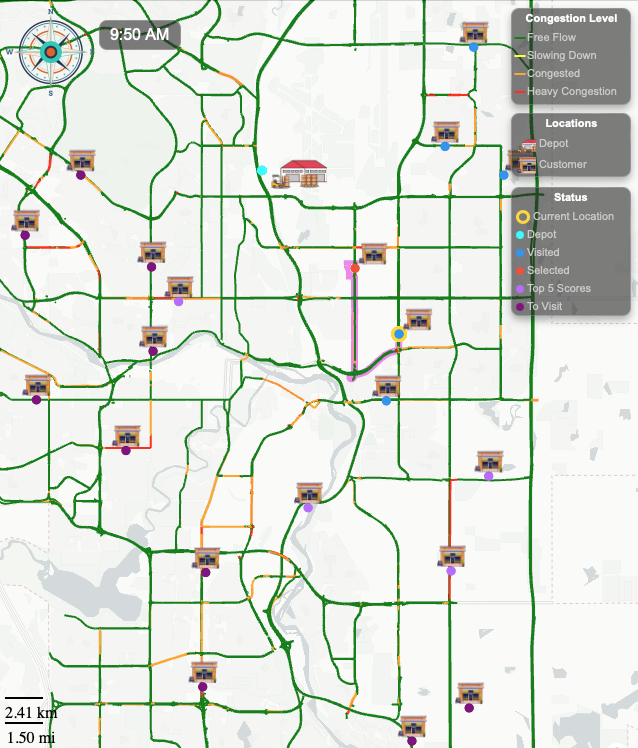 N
W
S
9:50 AM
Congestion Level
Free Flow
Slowing Down
Congested
Heavy Congestion
Locations
Depot
Customer
Status
Current Location
Depot
Visited
Selected
Top 5 Scores
To Visit
2.41 km
1.50 mi